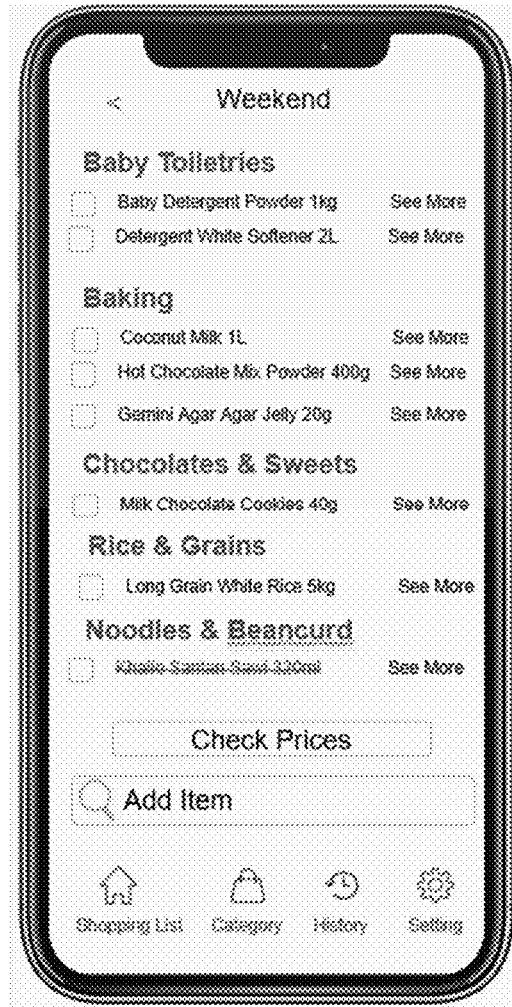 < Weekend
Baby Toiletries
Baby Detergent Powder 1kg See More
Detergent White Softener 2L See More
Baking
Coconut Milk 1L See More
Hot Chocolate Mix Powder 400g See More
Gemini Agar Agar Jelly 20g See More
Chocolates & Sweets
Milk Chocolate Cookies 40g See More
Rice & Grains
Long Grain White Rice 5kg See More
Noodles & Beancurd
Santan See More
Check Prices
Add Item
Shopping List Category History Setting